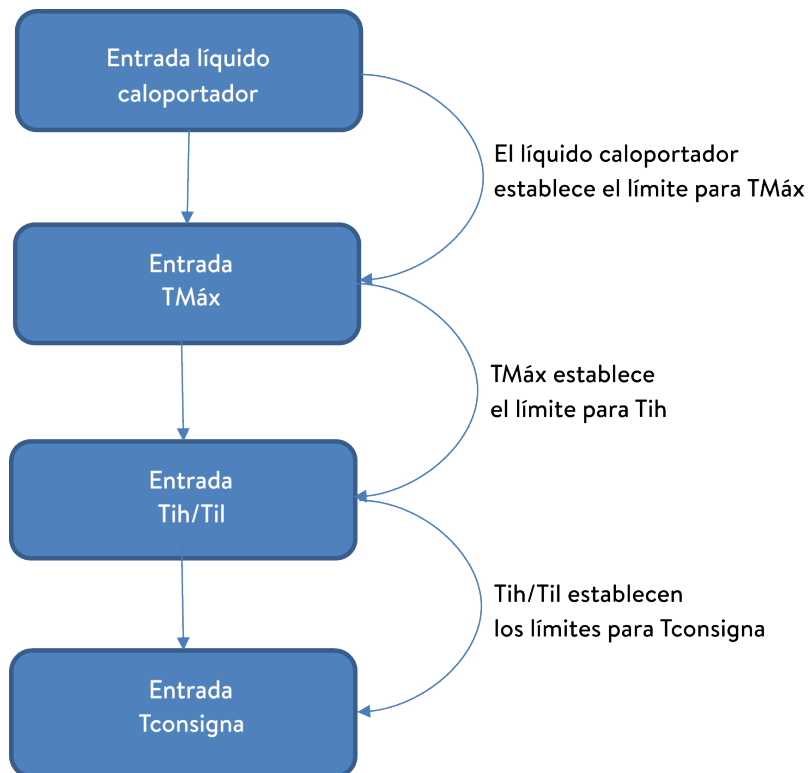 Entrada líquido
caloportador
El líquido caloportador
establece el límite para TMáx
Entrada
TMáx
TMáx establece
el límite para Tih
Entrada
Tih/Til
Tih/Til establecen
los límites para Tconsigna
Entrada
Tconsigna